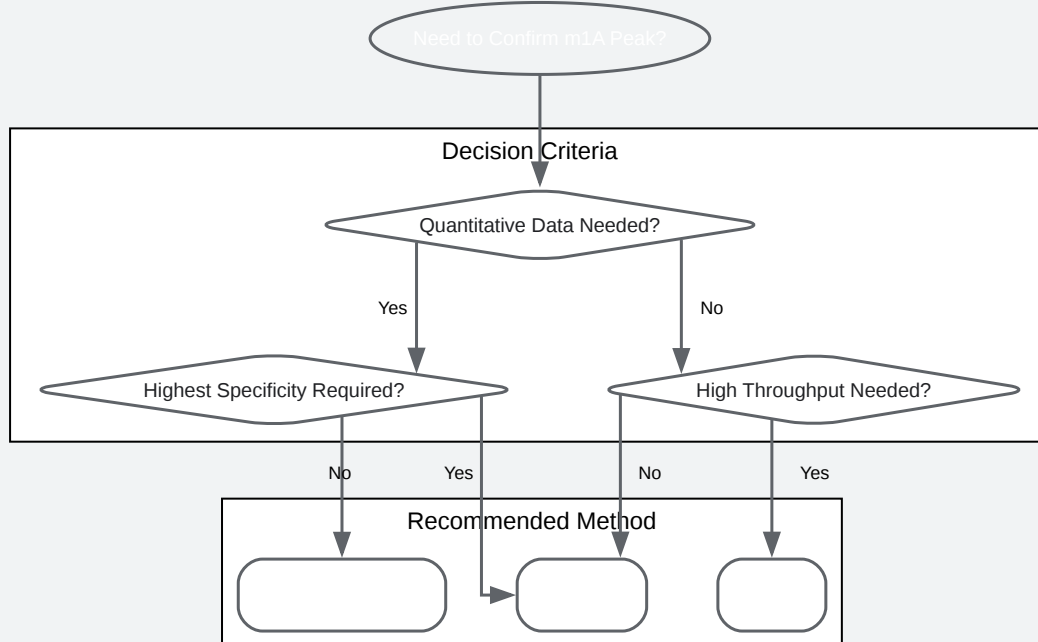 Need to Confirm m1A Peak?
Decision Criteria
Quantitative Data Needed?
Yes
No
Highest Specificity Required?
High Throughput Needed?
No
Yes
No
Yes
Recommended Method